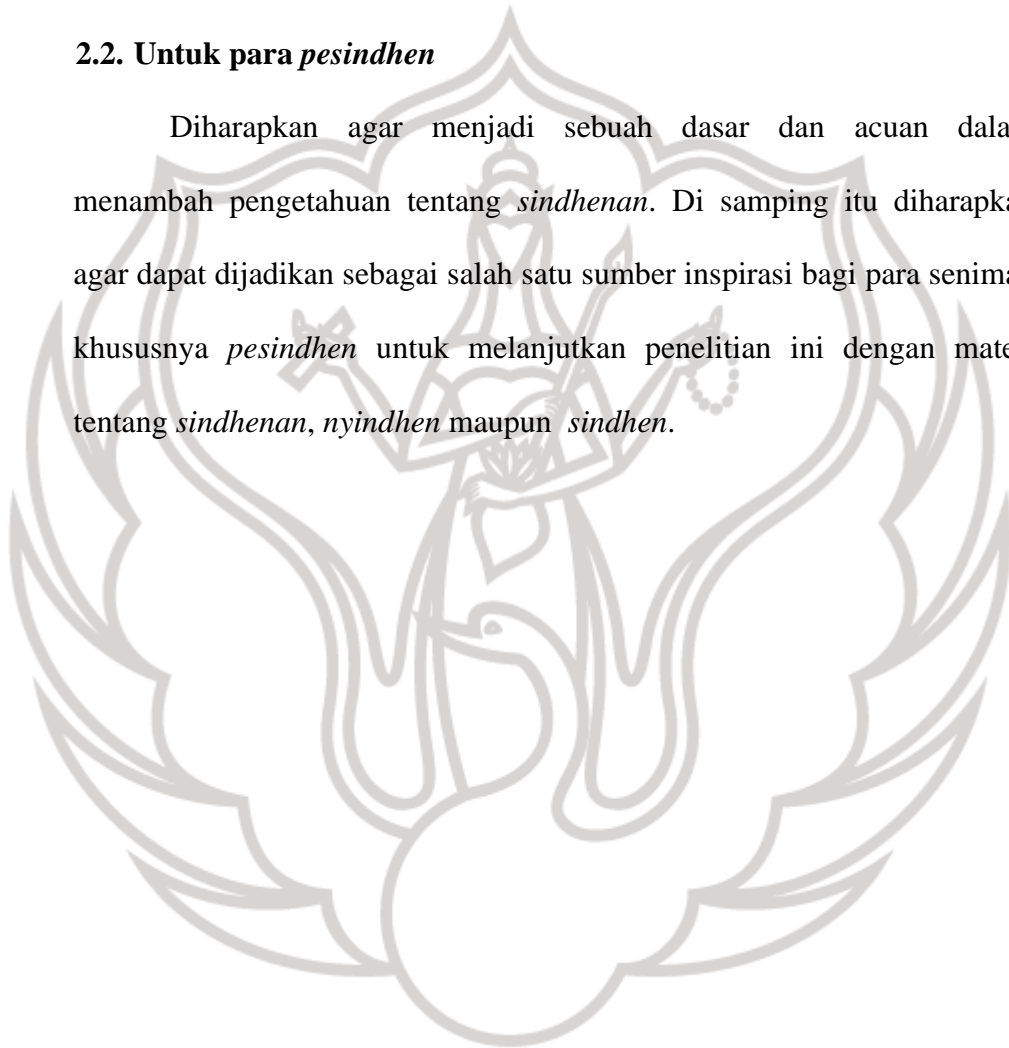 2.2. Untuk para pesindhen
Diharapkan agar menjadi sebuah dasar dan acuan dala
menambah pengetahuan tentang sindhenan. Di samping itu diharapka
agar dapat dijadikan sebagai salah satu sumber inspirasi bagi para senima
khususnya pesindhen untuk melanjutkan penelitian ini dengan mate
tentang sindhenan, nyindhen maupun sindhen.